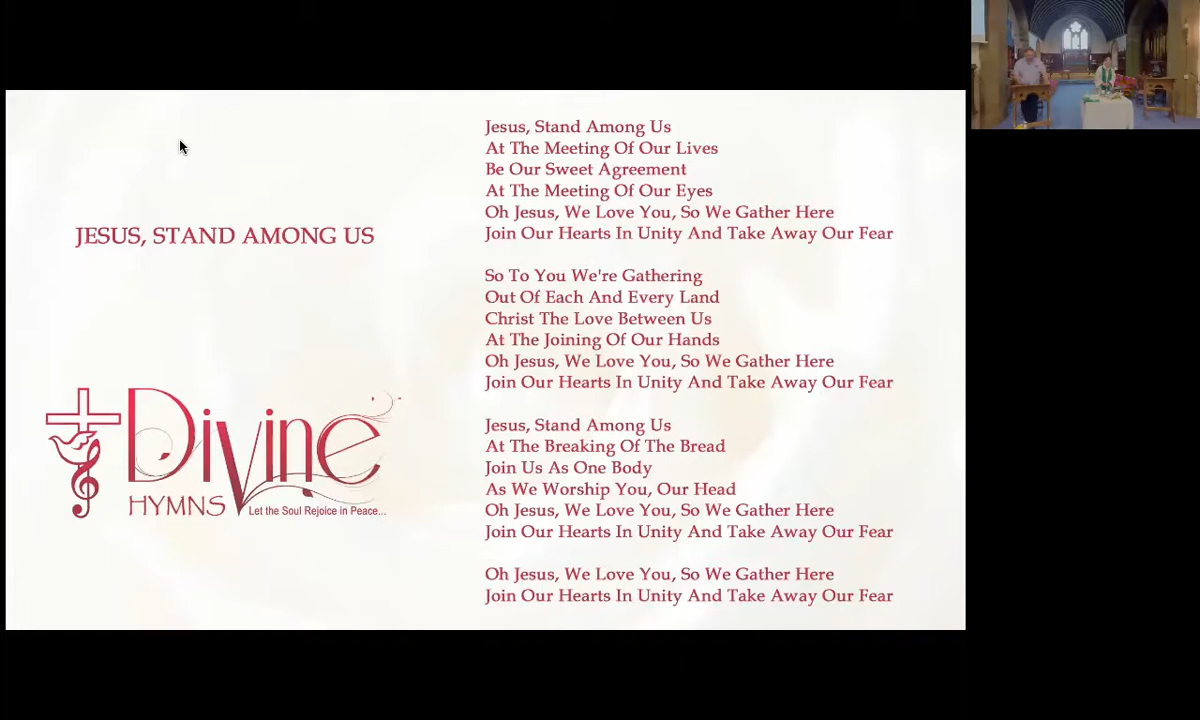 JESUS, STAND AMONG US
Divine
HYMNS
Let the Soul Rejoice in Peace...
Jesus, Stand Among Us
At The Meeting Of Our Lives
Be Our Sweet Agreement
At The Meeting Of Our Eyes
Oh Jesus, We Love You, So We Gather Here
Join Our Hearts In Unity And Take Away Our Fear
So To You We're Gathering
Out Of Each And Every Land
Christ The Love Between Us
At The Joining Of Our Hands
Oh Jesus, We Love You, So We Gather Here
Join Our Hearts In Unity And Take Away Our Fear
Jesus, Stand Among Us
At The Breaking Of The Bread
Join Us As One Body
As We Worship You, Our Head
Oh Jesus, We Love You, So We Gather Here
Join Our Hearts In Unity And Take Away Our Fear
Oh Jesus, We Love You, So We Gather Here
Join Our Hearts In Unity And Take Away Our Fear